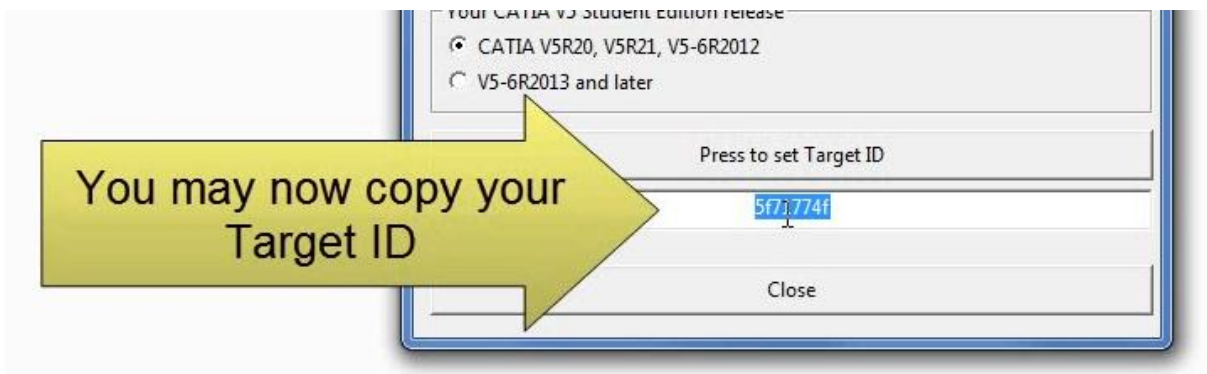 Your CATIA V5 Student Edition release
CATIA V5R20, V5R21, V5-6R2012
V5-6R2013 and later
Press to set Target ID
You may now copy your
Target ID
5f71774f
Close